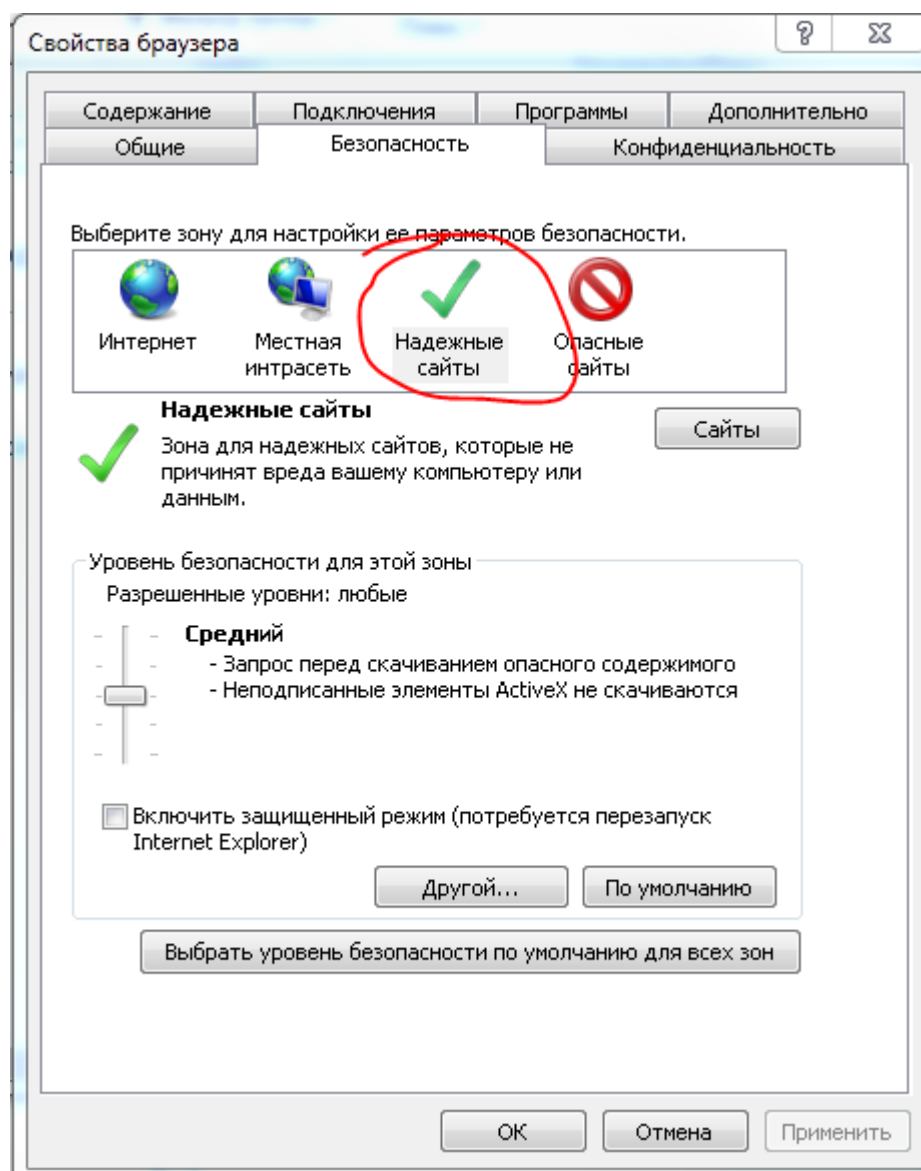 Свойства браузера
Содержание Подключения Программы Дополнительно
Общие Безопасность Конфиденциальность
Выберите зону для настройки ее параметров безопасности.
Интернет Местная интрасеть Надежные сайты Опасные сайты
Надежные сайты
Сайты
Зона для надежных сайтов, которые не
причинят вреда вашему компьютеру или
данным.
Уровень безопасности для этой зоны
Разрешенные уровни: любые
Средний
- Запрос перед скачиванием опасного содержимого
- Неподписанные элементы ActiveX не скачиваются
Включить защищенный режим (потребуется перезапуск
Internet Explorer)
Другой... По умолчанию
Выбрать уровень безопасности по умолчанию для всех зон
ОК Отмена Применить